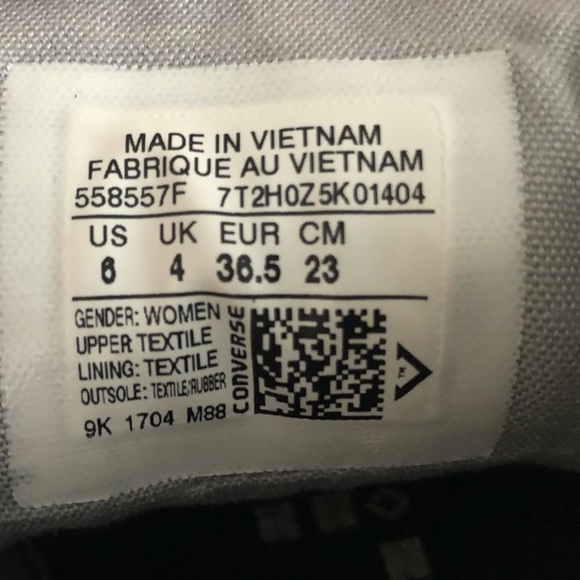 MADE IN VIETNAM
FABRIQUE AU VIETNAM
558557F 7T2H0Z5K01404
US UK EUR CM
6 4 36.5 23
GENDER: WOMEN
UPPER TEXTILE
LINING: TEXTILE
OUTSOLE: TEXTILE/RUBBER
9K 1704 M88
CONVERSE
TM